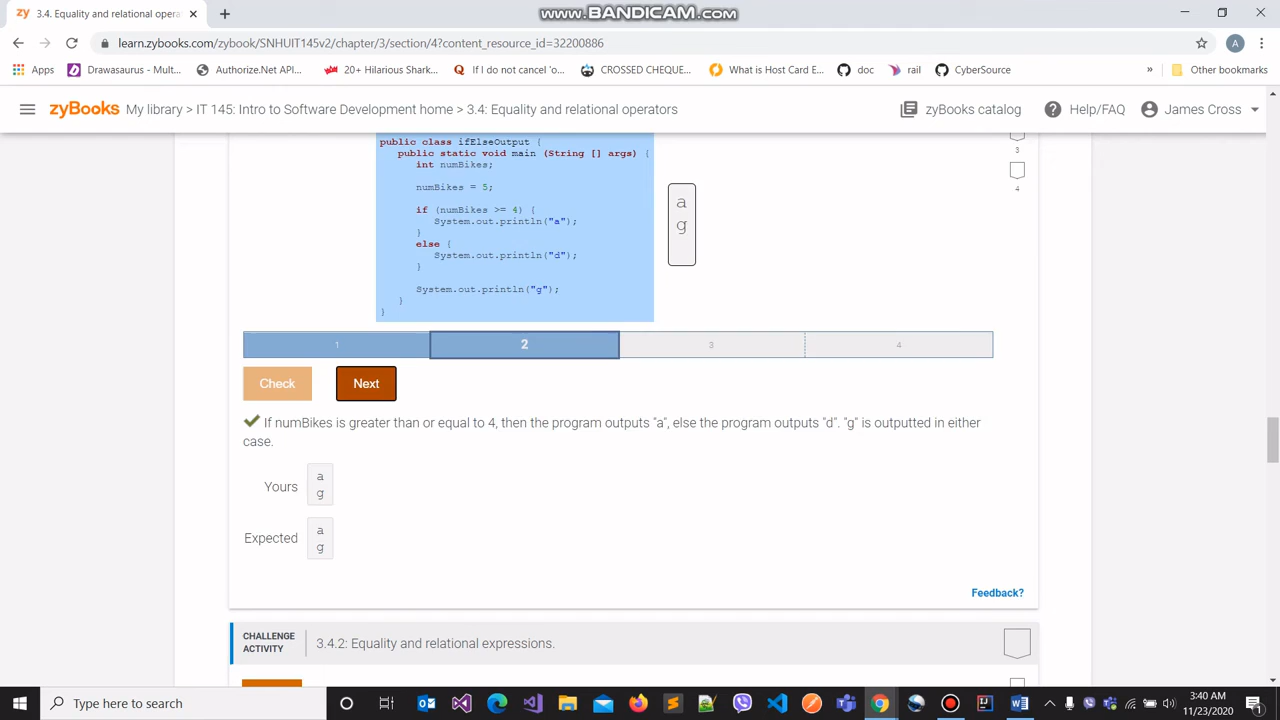 www.BANDICAM.com
zy 3.4. Equality and relational opera
learn.zybooks.com/zybook/SNHUIT145v2/chapter/3/section/4?content_resource_id=32200886
A
Apps Drawasaurus - Mult... Authorize.Net API... 20+ Hilarious Shark... If I do not cancel 'o... CROSSED CHEQUE... What is Host Card E... doc rail CyberSource » Other bookmarks
zyBooks My library > IT 145: Intro to Software Development home > 3.4: Equality and relational operators zyBooks catalog Help/FAQ James Cross
public class ifElseOutput {
public static void main (String [] args) {
int numBikes;
numBikes = 5;
if (numBikes >= 4) {
System.out.println("a");
}
else {
System.out.println("d");
}
System.out.println("g");
}
}
a
g
3
4
1 2 3 4
Check Next
If numBikes is greater than or equal to 4, then the program outputs "a", else the program outputs "d". "g" is outputted in either
case.
Yours
a
g
Expected
a
g
Feedback?
CHALLENGE
ACTIVITY
3.4.2: Equality and relational expressions.
Type here to search
3:40 AM
11/23/2020